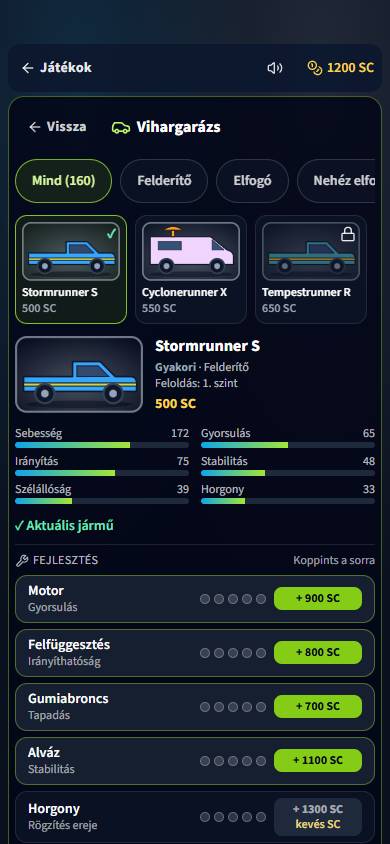 ← Játékok
1200 SC
← Vissza
Vihargarázs
Mind (160)
Felderítő
Elfogó
Nehéz elfo
✓
Stormrunner S
500 SC
Cyclonerunner X
550 SC
Tempestrunner R
650 SC
Stormrunner S
Gyakori · Felderítő
Feloldás: 1. szint
500 SC
Sebesség 172
Gyorsulás 65
Irányítás 75
Stabilitás 48
Szélállóság 39
Horgony 33
✓ Aktuális jármű
FEJLESZTÉS
Koppints a sorra
Motor
Gyorsulás
+ 900 SC
Felfüggesztés
Irányíthatóság
+ 800 SC
Gumiabroncs
Tapadás
+ 700 SC
Alváz
Stabilitás
+ 1100 SC
Horgony
Rögzítés ereje
+ 1300 SC
kevés SC